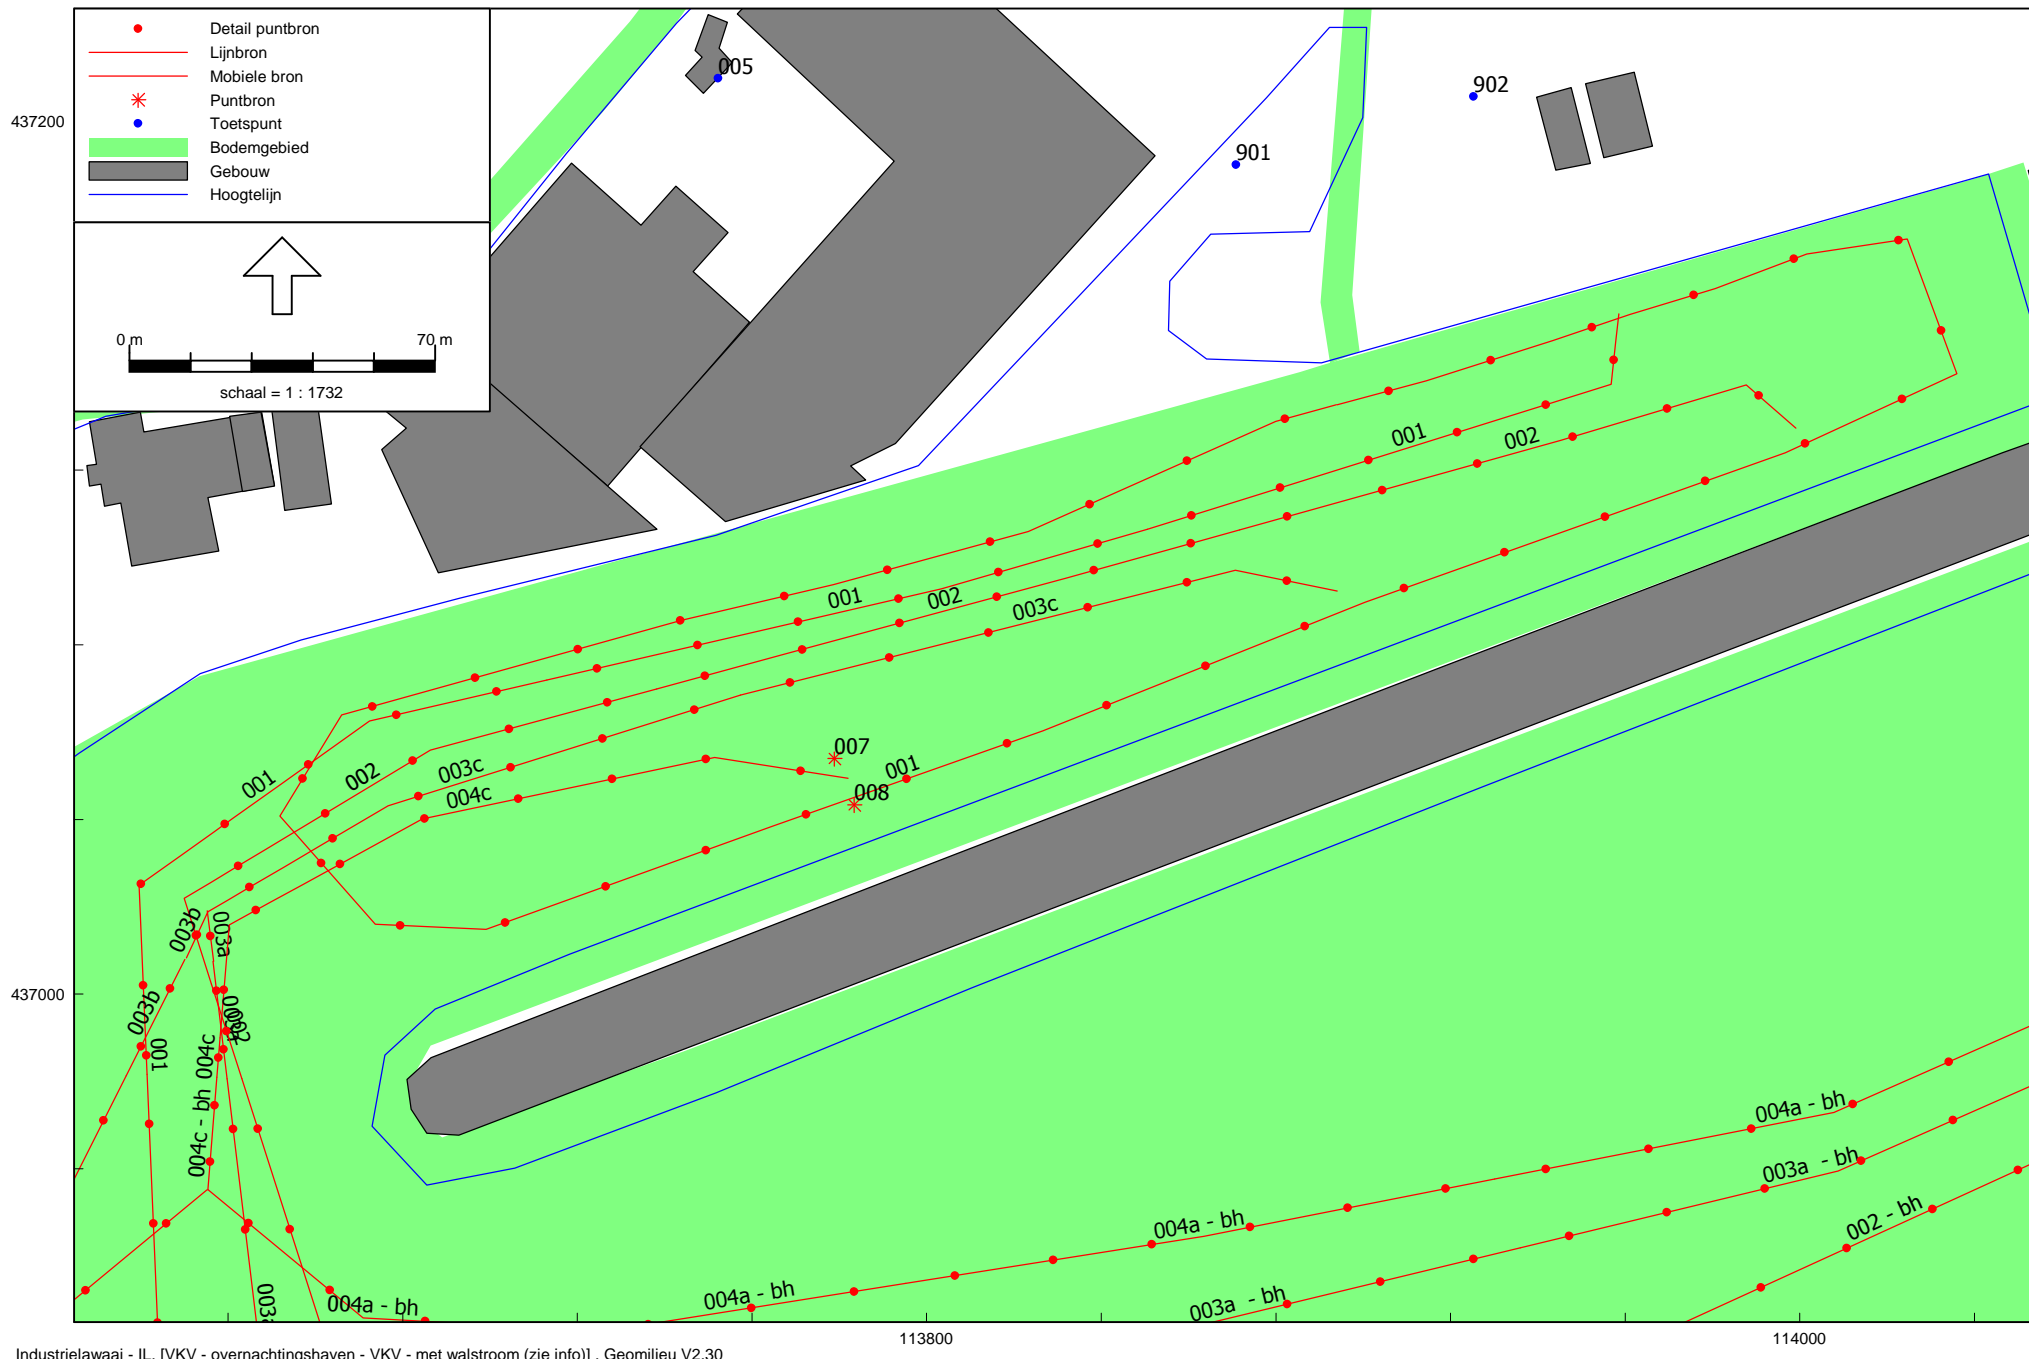 Detail puntbron
Lijnbron
Mobiele bron
Puntbron
Toetspunt
Bodemgebied
Gebouw
Hoogtelijn
0 m
70 m
schaal = 1 : 1732
005
902
901
437200
001
002
001
002
003c
001
002
003c
004c
007
008
001
003b
003a
003b
001
002
004c
004c - bh
437000
004a - bh
003a - bh
002 - bh
004a - bh
004a - bh
003a - bh
004a - bh
113800
114000
Industrielawaai - IL, [VKV - overnachtingshaven - VKV - met walstroom (zie info)] , Geomilieu V2.30